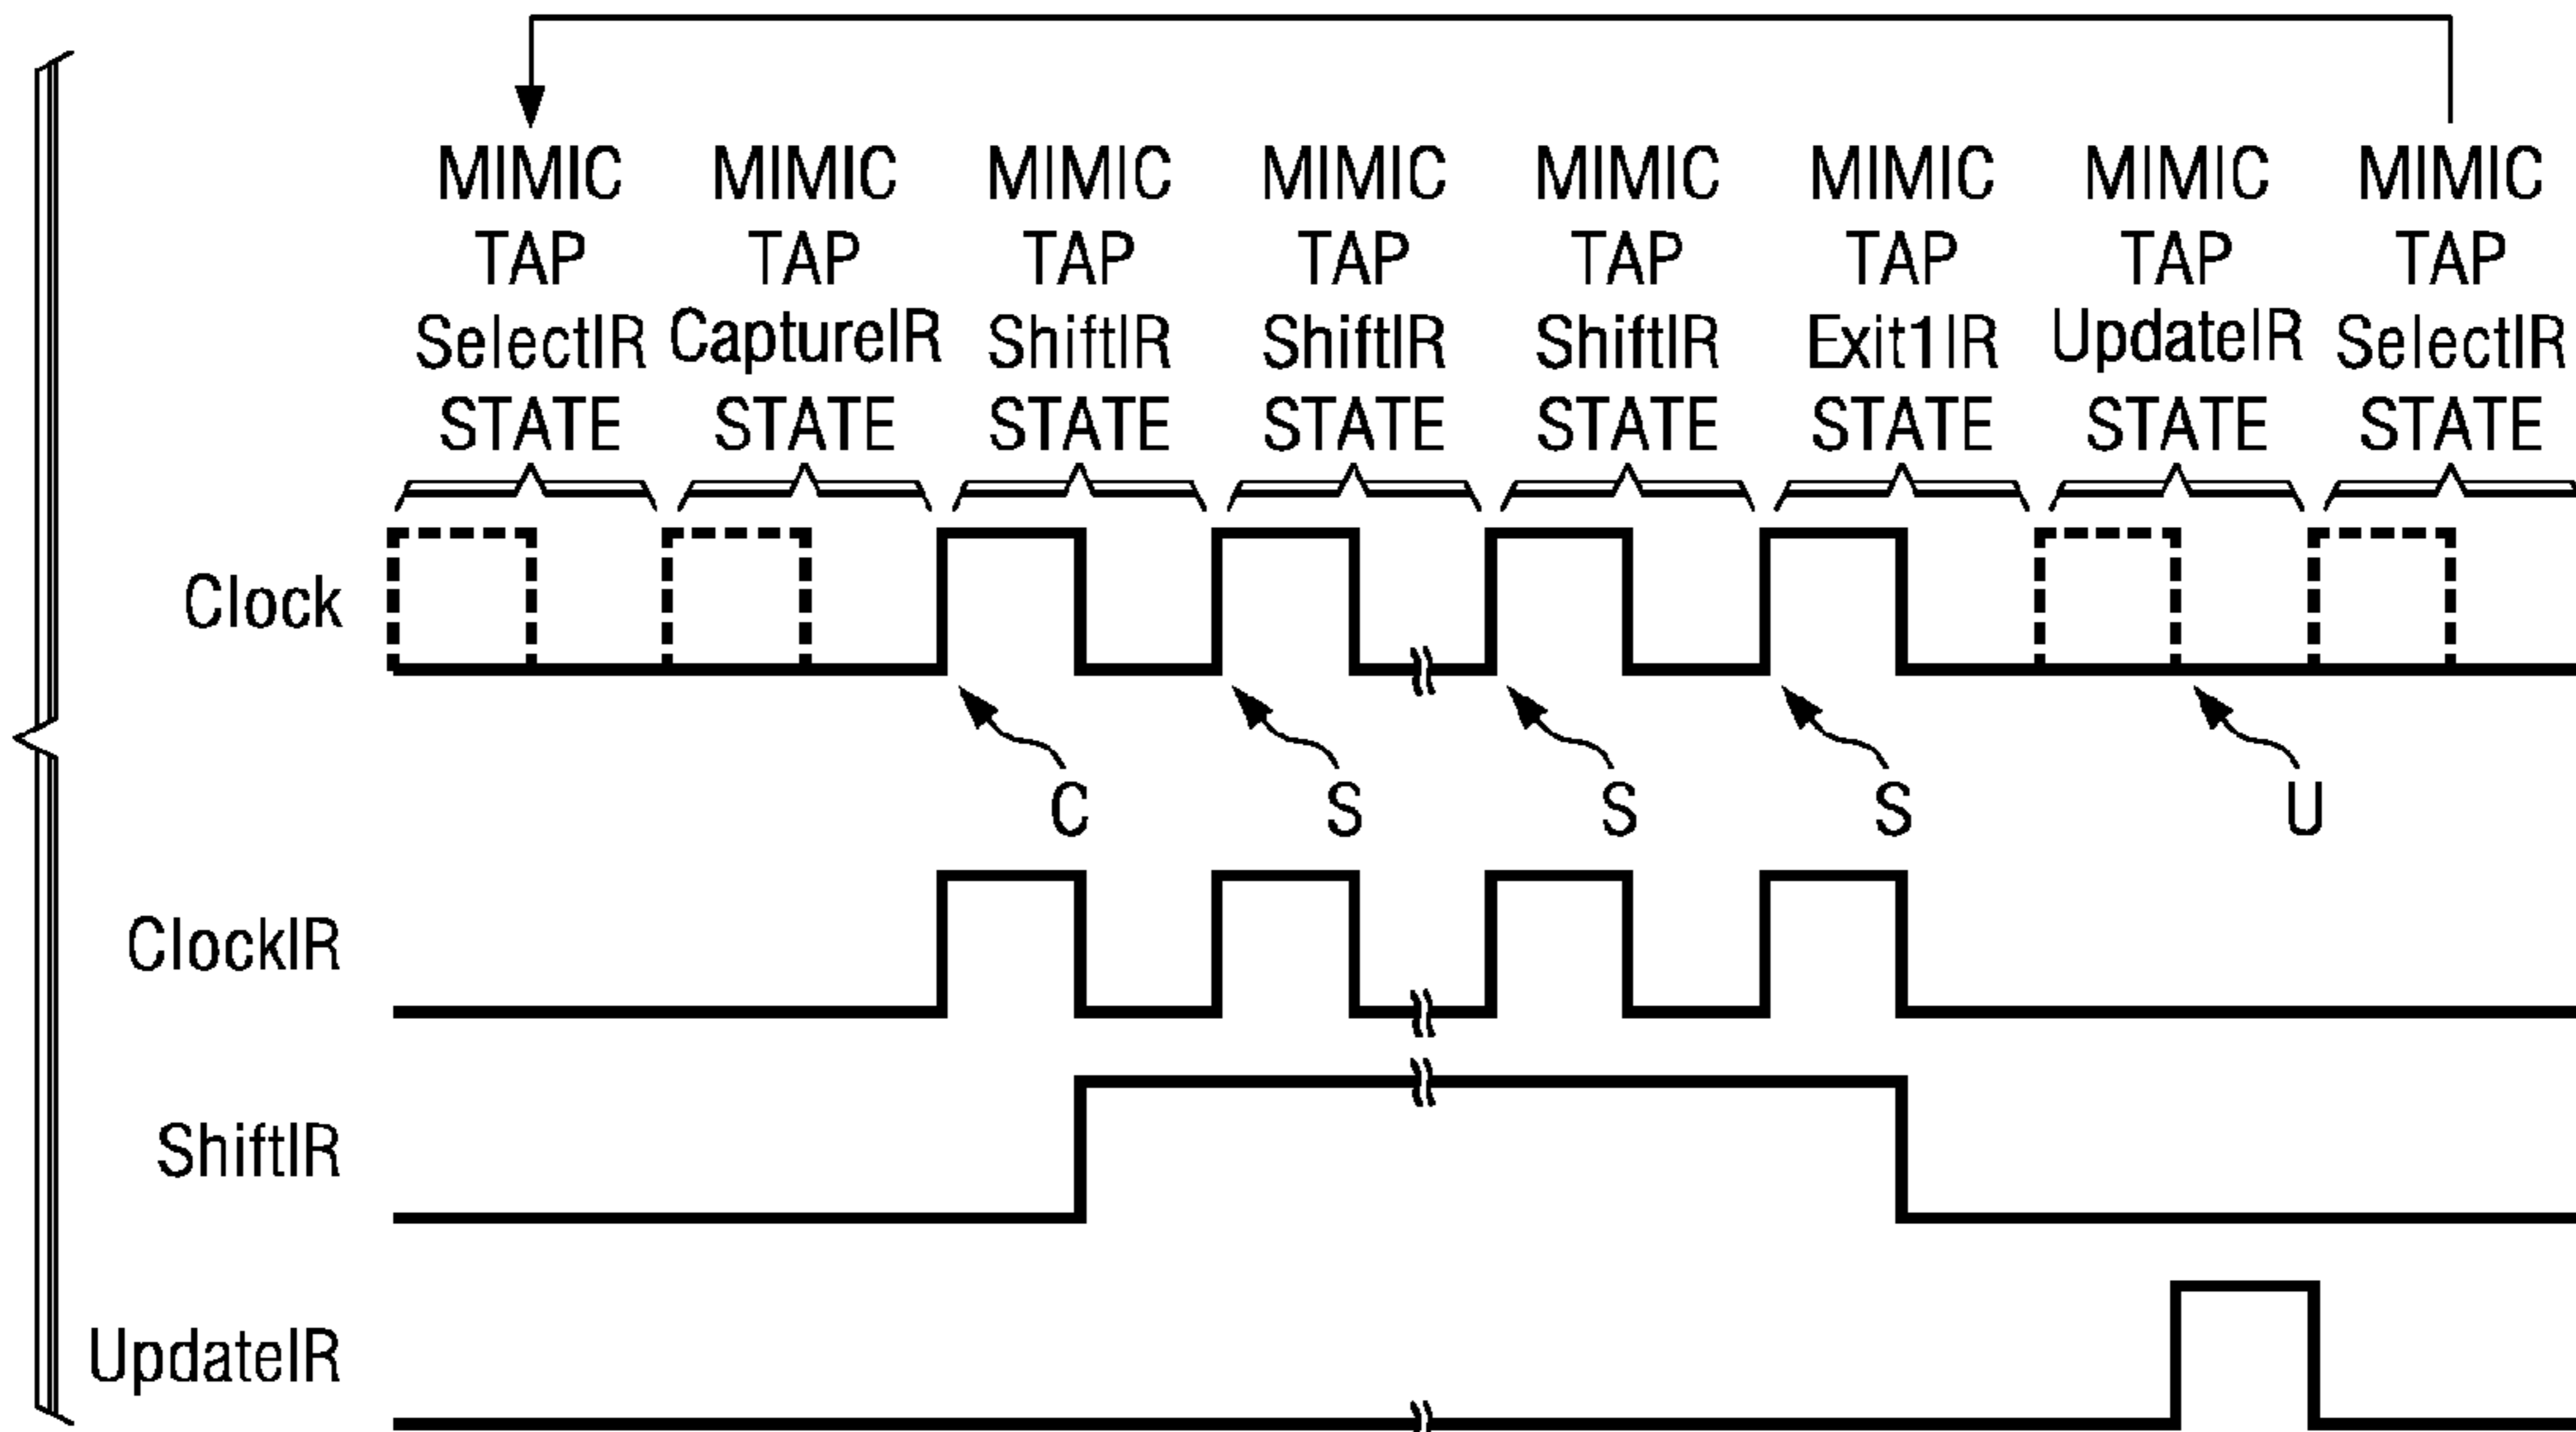 MIMIC MIMIC MIMIC MIMIC MIMIC MIMIC MIMIC MIMIC
TAP TAP TAP TAP TAP TAP TAP TAP
SelectIR CaptureIR ShiftIR ShiftIR ShiftIR Exit1IR UpdateIR SelectIR
STATE STATE STATE STATE STATE STATE STATE STATE
Clock
C S S S U
ClockIR
ShiftIR
UpdateIR